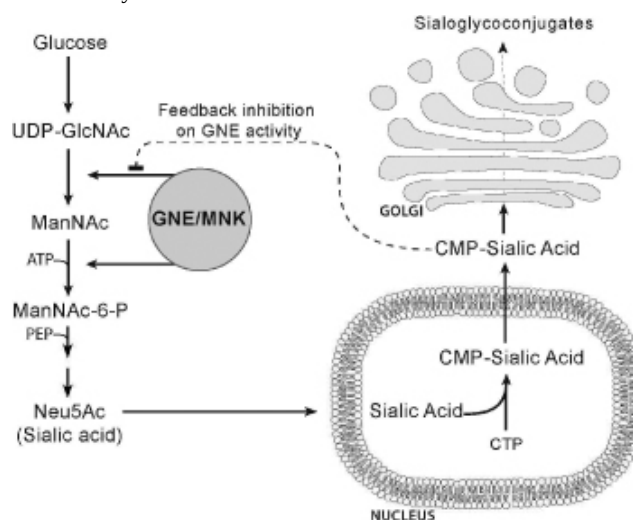 Glucose
UDP-GlcNAc
ManNAc
ATP
ManNAc-6-P
PEP
Neu5Ac
(Sialic acid)
Feedback inhibition
on GNE activity
GNE/MNK
Sialoglycoconjugates
GOLGI
CMP-Sialic Acid
CMP-Sialic Acid
Sialic Acid
CTP
NUCLEUS